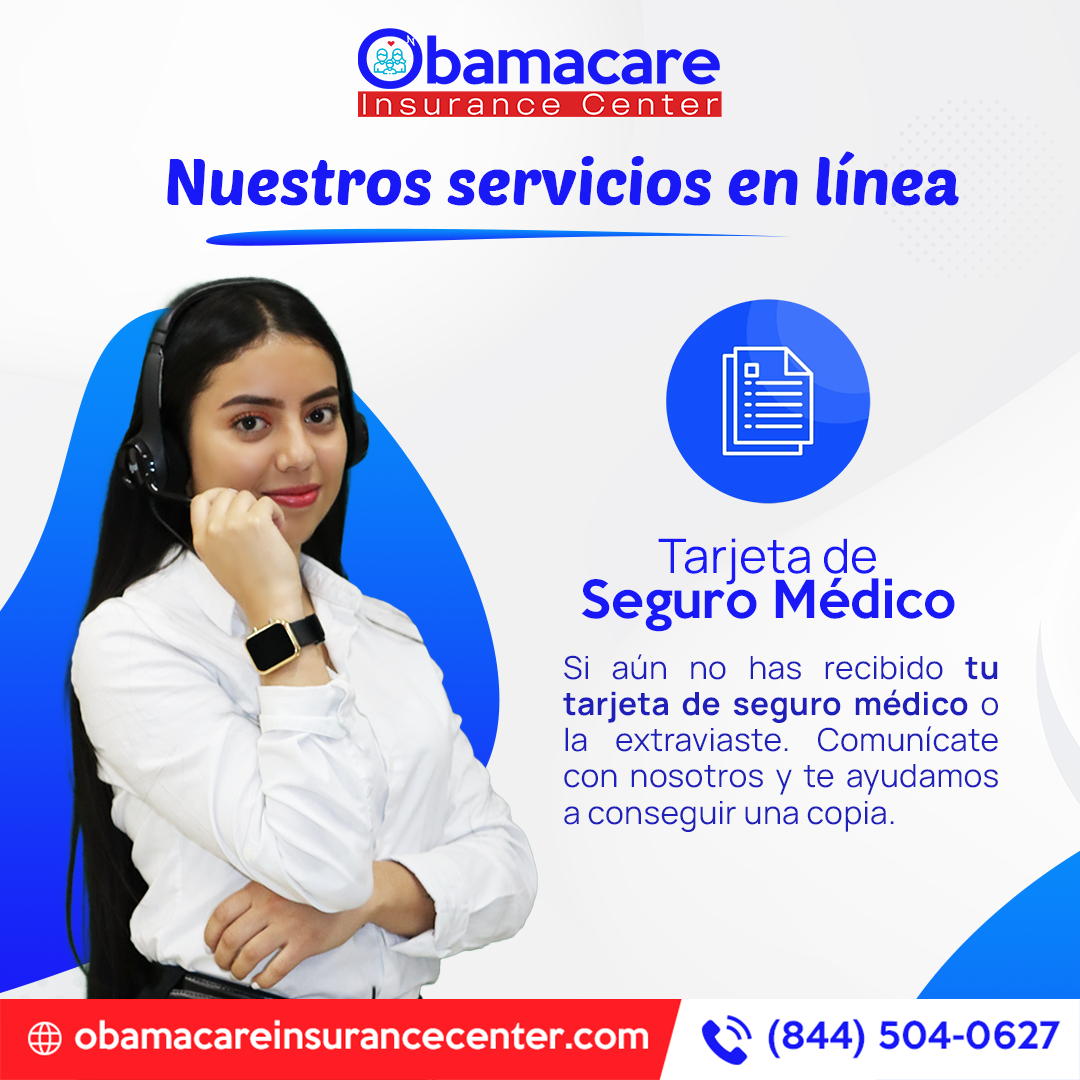 Obamacare
Insurance Center
Nuestros servicios en línea
Tarjeta de
Seguro Médico
Si aún no has recibido tu
tarjeta de seguro médico o
la extraviaste. Comunícate
con nosotros y te ayudamos
a conseguir una copia.
obamacareinsurancecenter.com
(844) 504-0627